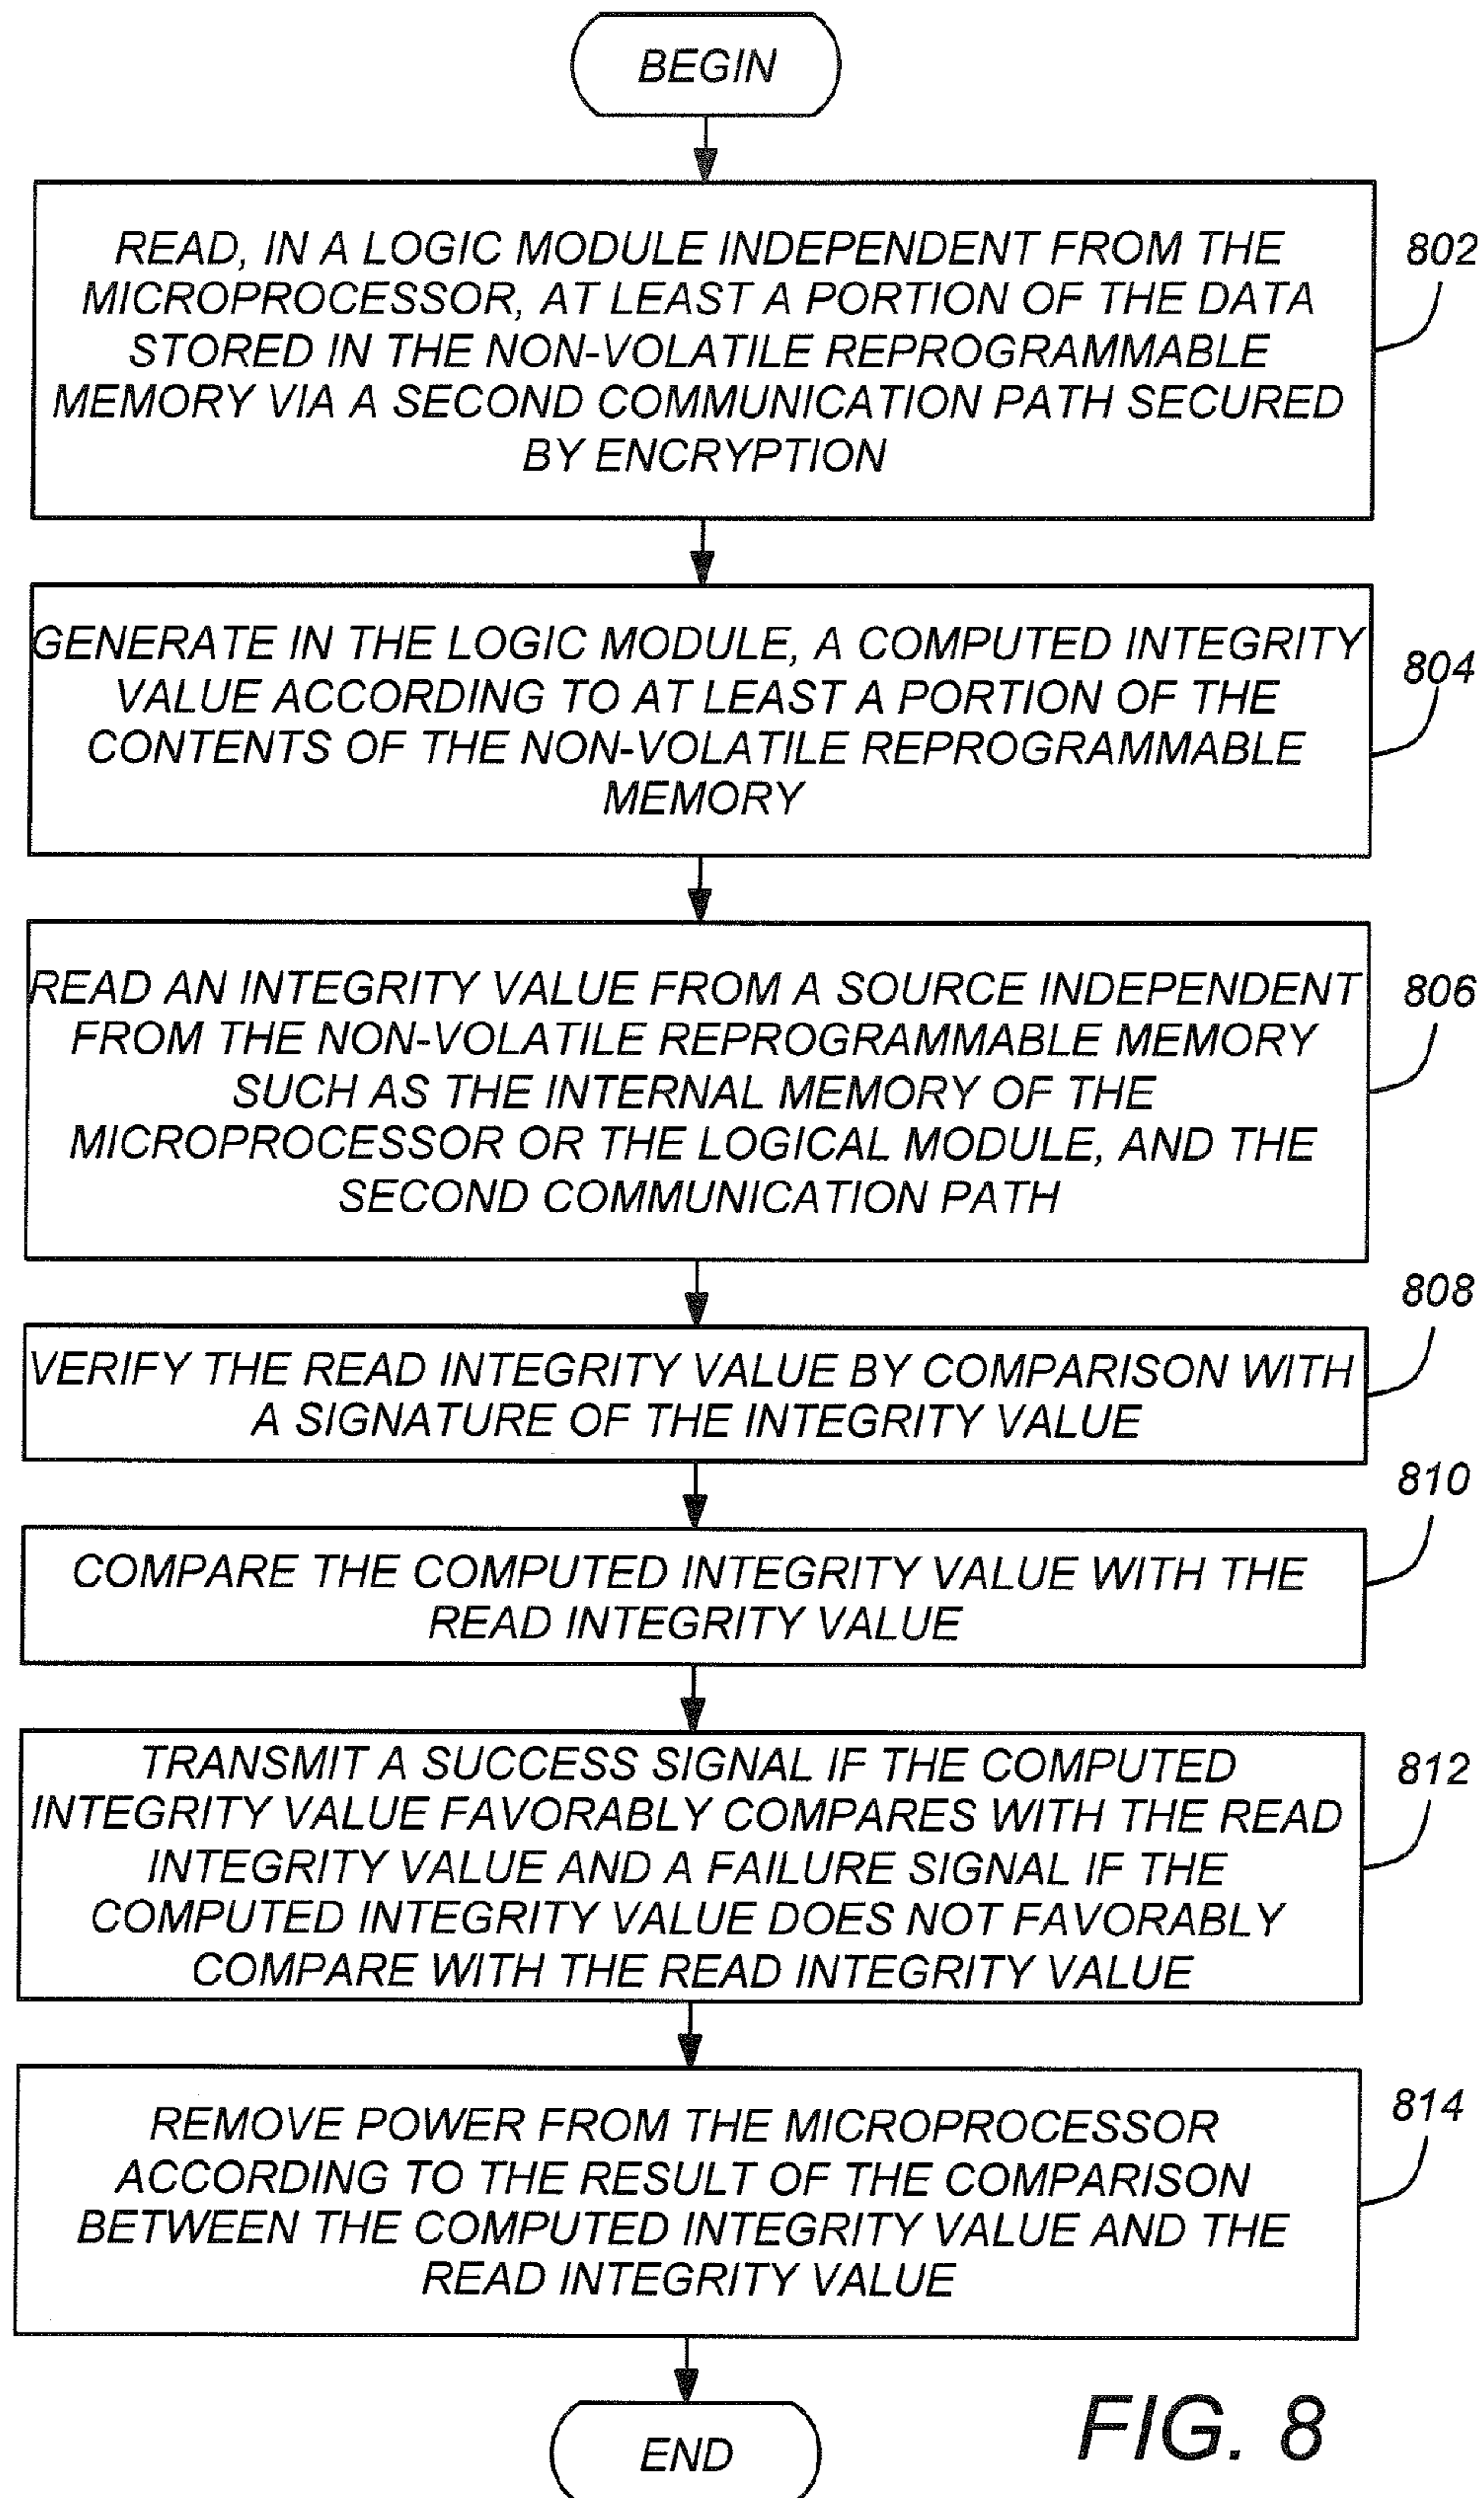 BEGIN
READ, IN A LOGIC MODULE INDEPENDENT FROM THE
MICROPROCESSOR, AT LEAST A PORTION OF THE DATA
STORED IN THE NON-VOLATILE REPROGRAMMABLE
MEMORY VIA A SECOND COMMUNICATION PATH SECURED
BY ENCRYPTION
802
GENERATE IN THE LOGIC MODULE, A COMPUTED INTEGRITY
VALUE ACCORDING TO AT LEAST A PORTION OF THE
CONTENTS OF THE NON-VOLATILE REPROGRAMMABLE
MEMORY
804
READ AN INTEGRITY VALUE FROM A SOURCE INDEPENDENT
FROM THE NON-VOLATILE REPROGRAMMABLE MEMORY
SUCH AS THE INTERNAL MEMORY OF THE
MICROPROCESSOR OR THE LOGICAL MODULE, AND THE
SECOND COMMUNICATION PATH
806
VERIFY THE READ INTEGRITY VALUE BY COMPARISON WITH
A SIGNATURE OF THE INTEGRITY VALUE
808
COMPARE THE COMPUTED INTEGRITY VALUE WITH THE
READ INTEGRITY VALUE
810
TRANSMIT A SUCCESS SIGNAL IF THE COMPUTED
INTEGRITY VALUE FAVORABLY COMPARES WITH THE READ
INTEGRITY VALUE AND A FAILURE SIGNAL IF THE
COMPUTED INTEGRITY VALUE DOES NOT FAVORABLY
COMPARE WITH THE READ INTEGRITY VALUE
812
REMOVE POWER FROM THE MICROPROCESSOR
ACCORDING TO THE RESULT OF THE COMPARISON
BETWEEN THE COMPUTED INTEGRITY VALUE AND THE
READ INTEGRITY VALUE
814
END
FIG. 8